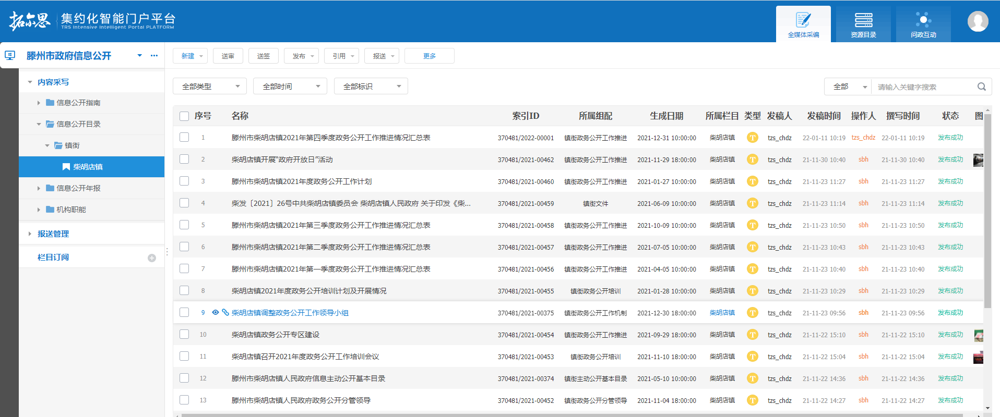 拓尔思
集约化智能门户平台
TRS Intensive Intelligent Portal PLATFORM
全媒体采编
资源目录
问政互动
滕州市政府信息公开
新建 送审 送签 发布 引用 报送 更多
内容采写
信息公开指南
信息公开目录
镇街
柴胡店镇
信息公开年报
机构职能
报送管理
栏目订阅
全部类型 全部时间 全部标识 全部 请输入关键字搜索
序号 名称 索引ID 所属组配 生成日期 所属栏目 类型 发稿人 发稿时间 操作人 撰写时间 状态 图
1 滕州市柴胡店镇2021年第四季度政务公开工作推进情况汇总表 370481/2022-00001 镇街政务公开工作推进 2021-12-31 10:00:00 柴胡店镇 T tzs_chdz 22-01-11 10:19 tzs_chdz 22-01-11 10:19 发布成功
2 柴胡店镇开展“政府开放日”活动 370481/2021-00462 镇街政务公开工作推进 2021-11-29 18:00:00 柴胡店镇 T tzs_chdz 21-11-30 10:40 sbh 21-11-30 10:40 发布成功
3 滕州市柴胡店镇2021年度政务公开工作计划 370481/2021-00460 镇街政务公开工作推进 2021-01-27 10:00:00 柴胡店镇 T tzs_chdz 21-11-23 11:27 sbh 21-11-23 11:27 发布成功
4 柴发〔2021〕26号中共柴胡店镇委员会 柴胡店镇人民政府 关于印发《柴... 370481/2021-00459 镇街文件 2021-06-09 10:00:00 柴胡店镇 T tzs_chdz 21-11-23 11:14 sbh 21-11-23 11:14 发布成功
5 滕州市柴胡店镇2021年第三季度政务公开工作推进情况汇总表 370481/2021-00458 镇街政务公开工作推进 2021-10-09 10:00:00 柴胡店镇 T tzs_chdz 21-11-23 10:50 sbh 21-11-23 10:50 发布成功
6 滕州市柴胡店镇2021年第二季度政务公开工作推进情况汇总表 370481/2021-00457 镇街政务公开工作推进 2021-07-05 10:00:00 柴胡店镇 T tzs_chdz 21-11-23 10:43 sbh 21-11-23 10:43 发布成功
7 滕州市柴胡店镇2021年第一季度政务公开工作推进情况汇总表 370481/2021-00456 镇街政务公开工作推进 2021-04-05 10:00:00 柴胡店镇 T tzs_chdz 21-11-23 10:40 sbh 21-11-23 10:40 发布成功
8 柴胡店镇2021年度政务公开培训计划及开展情况 370481/2021-00455 镇街政务公开培训 2021-01-28 10:00:00 柴胡店镇 T tzs_chdz 21-11-23 10:29 sbh 21-11-23 10:29 发布成功
9 柴胡店镇调整政务公开工作领导小组 370481/2021-00375 镇街政务公开工作机制 2021-12-30 18:00:00 柴胡店镇 T tzs_chdz 21-11-23 09:56 sbh 21-11-23 09:56 发布成功
10 柴胡店镇政务公开专区建设 370481/2021-00454 镇街政务公开工作推进 2021-09-29 18:00:00 柴胡店镇 T tzs_chdz 21-11-22 15:10 sbh 21-11-22 15:10 发布成功
11 柴胡店镇召开2021年度政务公开工作培训会议 370481/2021-00453 镇街政务公开培训 2021-11-10 18:00:00 柴胡店镇 T tzs_chdz 21-11-22 15:04 sbh 21-11-22 15:04 发布成功
12 滕州市柴胡店镇人民政府信息主动公开基本目录 370481/2021-00374 镇街主动公开基本目录 2021-05-10 10:00:00 柴胡店镇 T tzs_chdz 21-11-22 14:36 sbh 21-11-22 14:36 发布成功
13 滕州市柴胡店镇人民政府政务公开分管领导 370481/2021-00452 镇街政务公开分管领导 2021-11-04 18:00:00 柴胡店镇 T tzs_chdz 21-11-22 14:27 sbh 21-11-22 14:27 发布成功